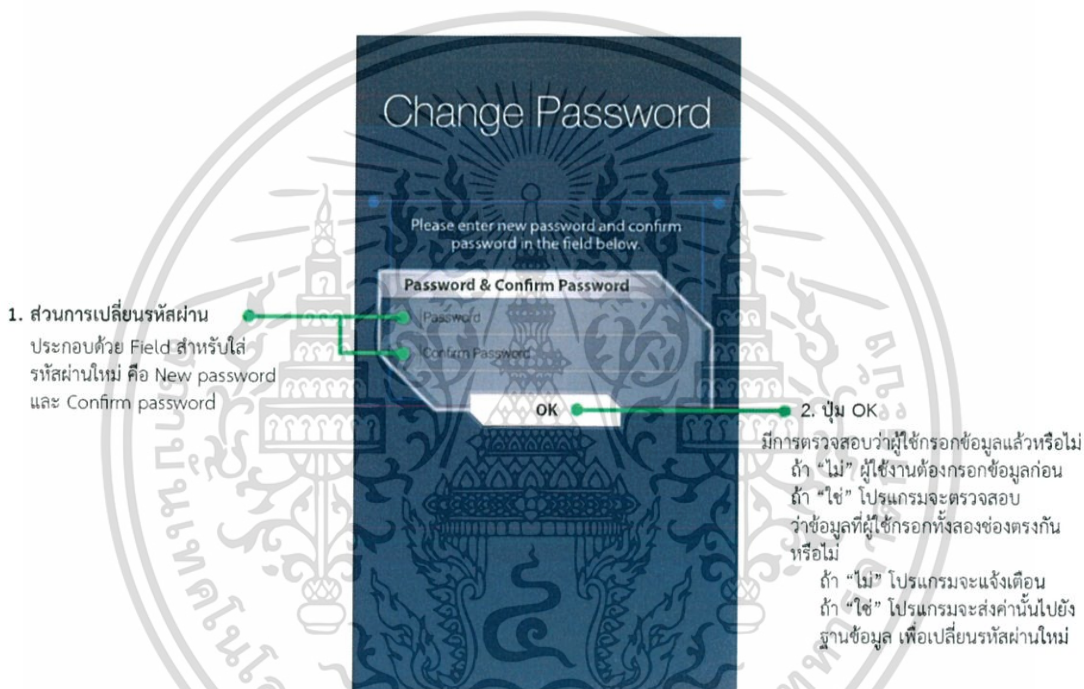 Change Password
Please enter new password and confirm
password in the field below.
Password & Confirm Password
Password
Confirm Password
OK
1. ส่วนการเปลี่ยนรหัสผ่าน
ประกอบด้วย Field สำหรับใส่
รหัสผ่านใหม่ คือ New password
และ Confirm password
2. ปุ่ม OK
มีการตรวจสอบว่าผู้ใช้กรอกข้อมูลแล้วหรือไม่
ถ้า “ไม่” ผู้ใช้งานต้องกรอกข้อมูลก่อน
ถ้า “ใช่” โปรแกรมจะตรวจสอบ
ว่าข้อมูลที่ผู้ใช้กรอกทั้งสองช่องตรงกัน
หรือไม่
ถ้า “ไม่” โปรแกรมจะแจ้งเตือน
ถ้า “ใช่” โปรแกรมจะส่งค่านั้นไปยัง
ฐานข้อมูล เพื่อเปลี่ยนรหัสผ่านใหม่